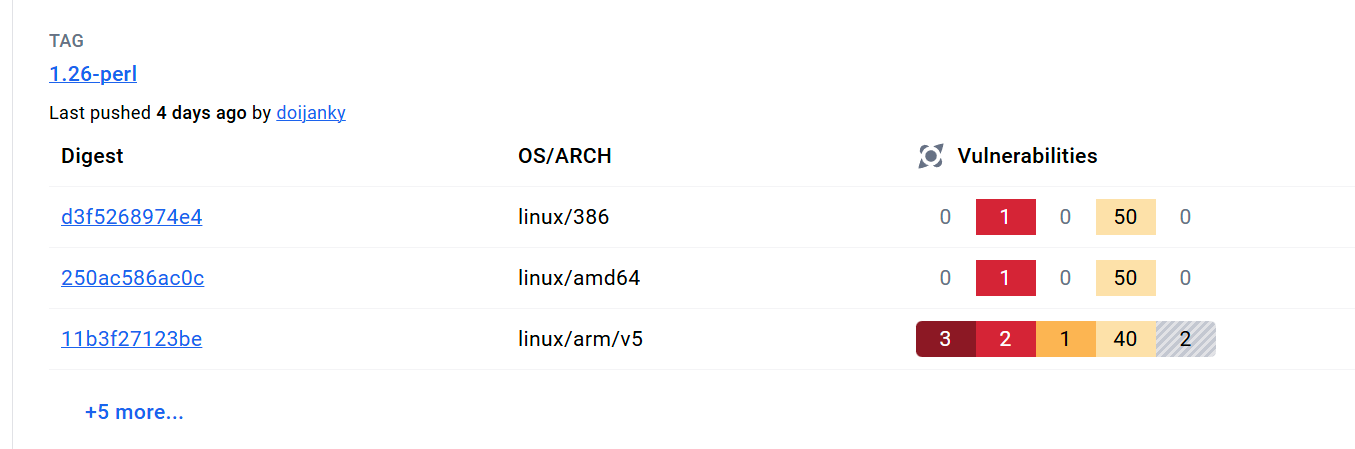 TAG
1.26-perl
Last pushed 4 days ago by doijanky
Digest OS/ARCH Vulnerabilities
d3f5268974e4 linux/386 0 1 0 50 0
250ac586ac0c linux/amd64 0 1 0 50 0
11b3f27123be linux/arm/v5 3 2 1 40 2
+5 more...